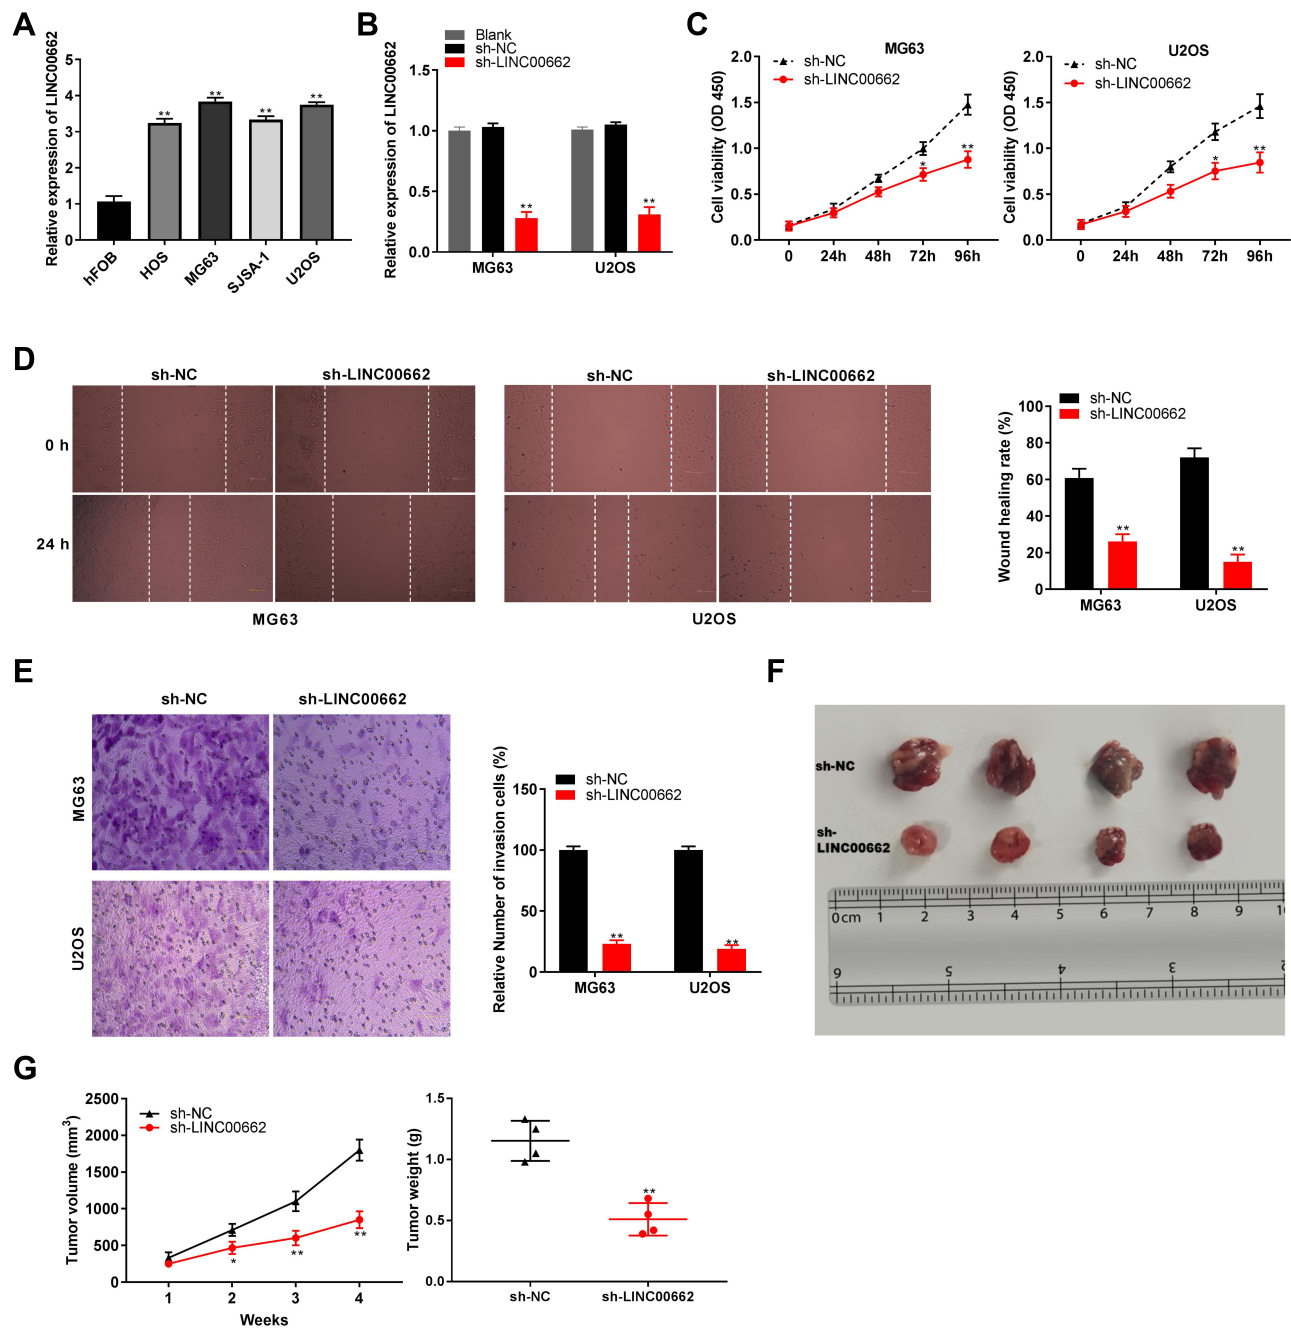 A
Relative expression of LINC00662
5
4
3
2
1
0
** ** ** **
hFOB HOS MG63 SJSA-1 U2OS
B
Blank
sh-NC
sh-LINC00662
Relative expression of LINC00662
1.5
1.0
0.5
0.0
** **
MG63 U2OS
C
MG63
sh-NC
sh-LINC00662
Cell viability (OD 450)
2.0
1.5
1.0
0.5
0.0
* **
0 24h 48h 72h 96h
U2OS
sh-NC
sh-LINC00662
Cell viability (OD 450)
2.0
1.5
1.0
0.5
0.0
* **
0 24h 48h 72h 96h
D
sh-NC sh-LINC00662 sh-NC sh-LINC00662
0 h
24 h
MG63 U2OS
sh-NC
sh-LINC00662
Wound healing rate (%)
100
80
60
40
20
0
** **
MG63 U2OS
E
sh-NC sh-LINC00662
MG63
U2OS
sh-NC
sh-LINC00662
Relative Number of invasion cells (%)
150
100
50
0
** **
MG63 U2OS
F
sh-NC
sh-
LINC00662
0cm 1 2 3 4 5 6 7 8 9
6 5 4 3 2
G
sh-NC
sh-LINC00662
Tumor volume (mm3)
2500
2000
1500
1000
500
0
* ** **
1 2 3 4
Weeks
Tumor weight (g)
1.5
1.0
0.5
0.0
**
sh-NC sh-LINC00662